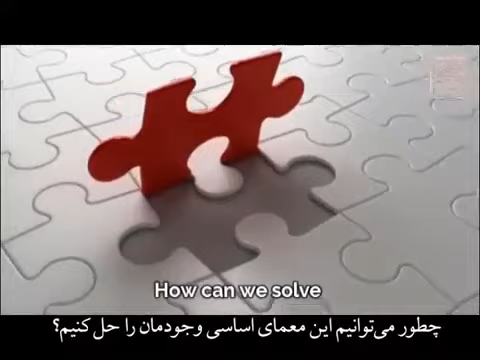 How can we solve
چطور می‌توانیم این معمای اساسی وجودمان را حل کنیم؟